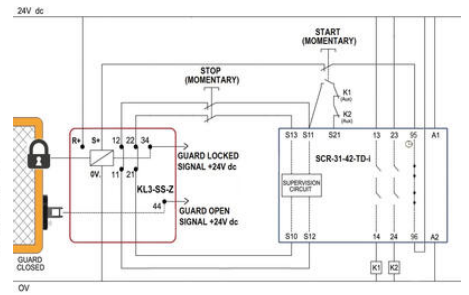 24V dc
START
(MOMENTARY)
STOP
(MOMENTARY)
K1
(Aux)
K2
(Aux)
R+ S+ 12 22 34
S13 S11 S21 13 23 95 A1
GUARD LOCKED
SIGNAL +24V dc
SCR-31-42-TD-i
0V. 11 21
KL3-SS-Z
SUPERVISION
CIRCUIT
44
GUARD OPEN
SIGNAL +24V dc
S10 S12 14 24 96 A2
GUARD
CLOSED
K1 K2
OV